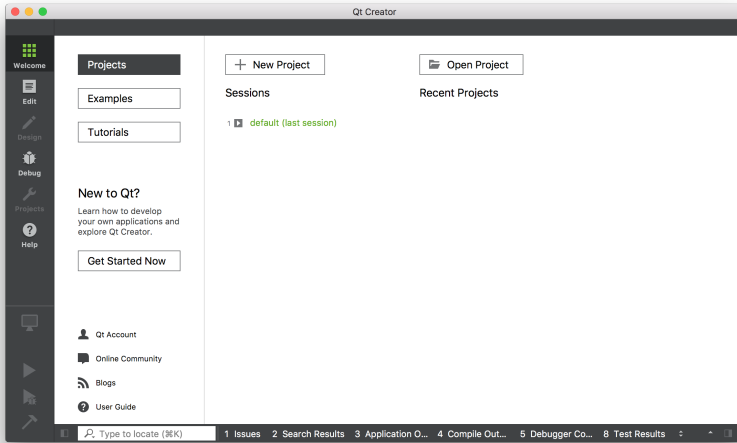 Qt Creator
Welcome
Edit
Design
Debug
Projects
Help
Projects
Examples
Tutorials
New to Qt?
Learn how to develop
your own applications and
explore Qt Creator.
Get Started Now
Qt Account
Online Community
Blogs
User Guide
New Project
Open Project
Sessions
Recent Projects
1 default (last session)
Type to locate (⌘K)
1 Issues 2 Search Results 3 Application O... 4 Compile Out... 5 Debugger Co... 8 Test Results